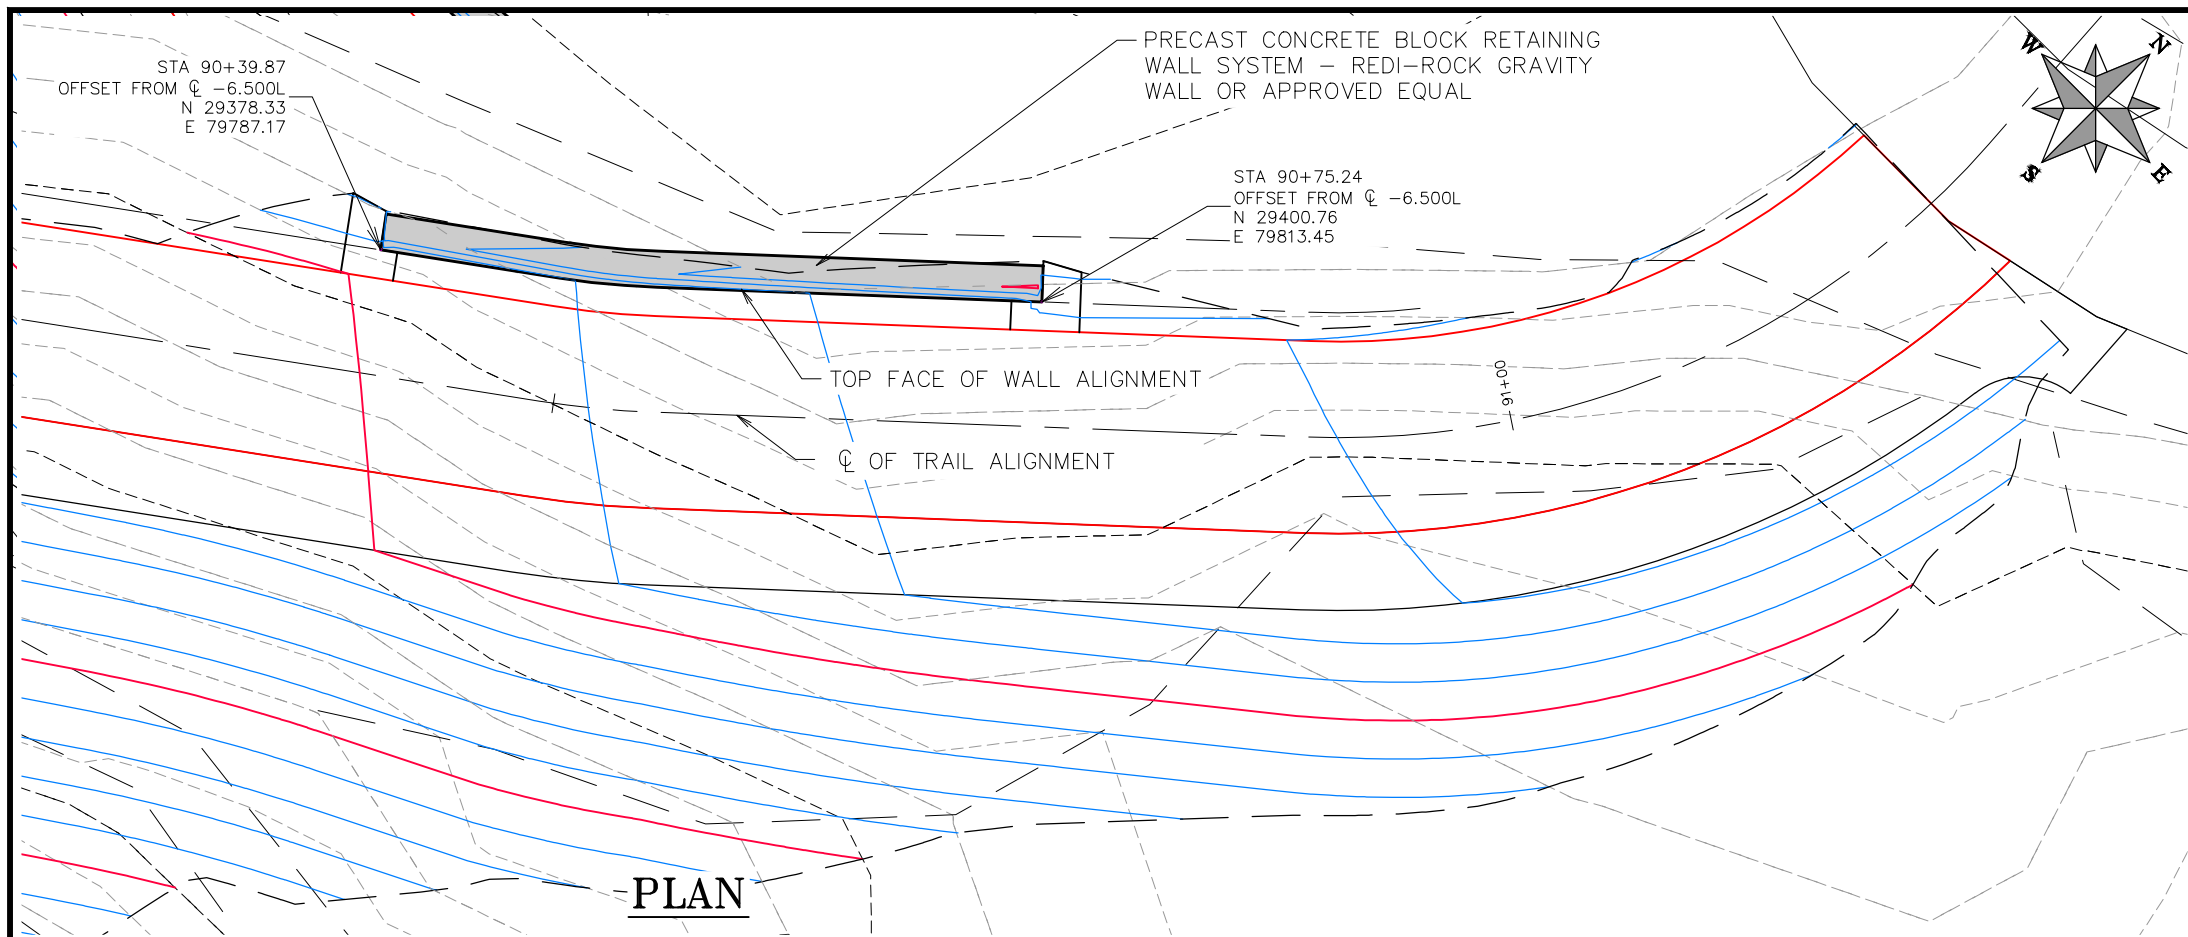 STA 90+39.87
OFFSET FROM ℄ -6.500L
N 29378.33
E 79787.17
PRECAST CONCRETE BLOCK RETAINING
WALL SYSTEM - REDI-ROCK GRAVITY
WALL OR APPROVED EQUAL
W
N
S
E
STA 90+75.24
OFFSET FROM ℄ -6.500L
N 29400.76
E 79813.45
TOP FACE OF WALL ALIGNMENT
℄ OF TRAIL ALIGNMENT
91+00
PLAN